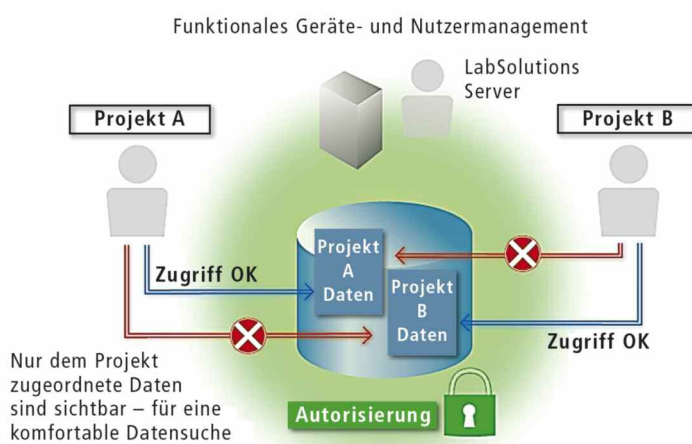 Funktionales Geräte- und Nutzermanagement
LabSolutions
Server
Projekt A
Projekt B
Projekt
A
Daten
Projekt
B
Daten
Zugriff OK
Zugriff OK
Nur dem Projekt
zugeordnete Daten
sind sichtbar – für eine
komfortable Datensuche
Autorisierung